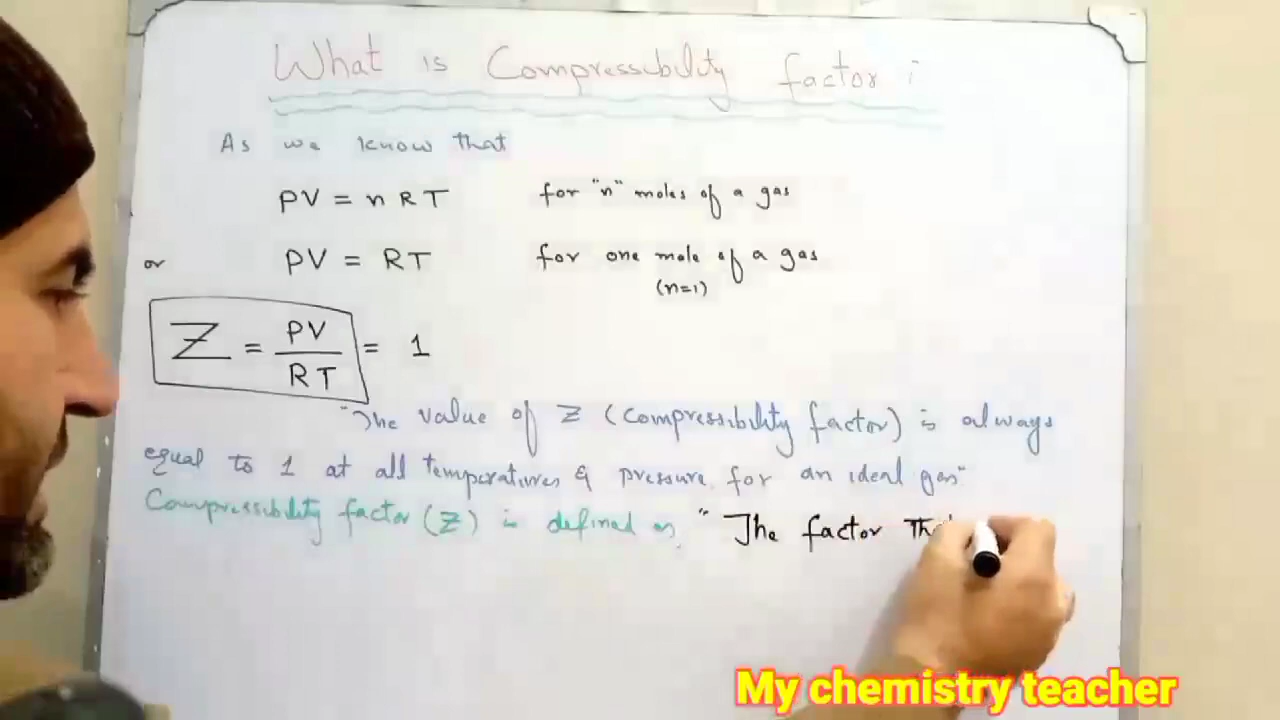 What is Compressibility factor ¡
As we know that
PV = n RT for "n" moles of a gas
or PV = RT for one mole of a gas
(n=1)
Z = PV/RT = 1
"The value of Z (Compressibility factor) is always
equal to 1 at all temperatures & pressure for an ideal gas"
Compressibility factor (Z) is defined as, "The factor
My chemistry teacher